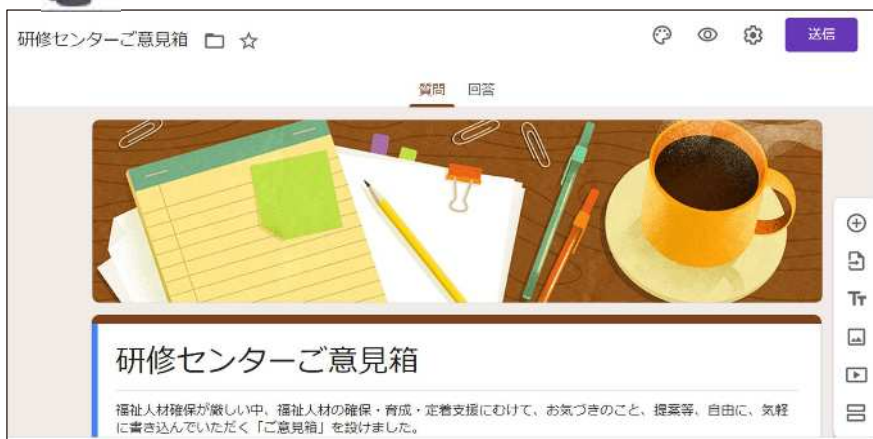 研修センターご意見箱
送信
質問 回答
研修センターご意見箱
福祉人材確保が厳しい中、福祉人材の確保・育成・定着支援にむけて、お気づきのこと、提案等、自由に、気軽
に書き込んでいただく「ご意見箱」を設けました。